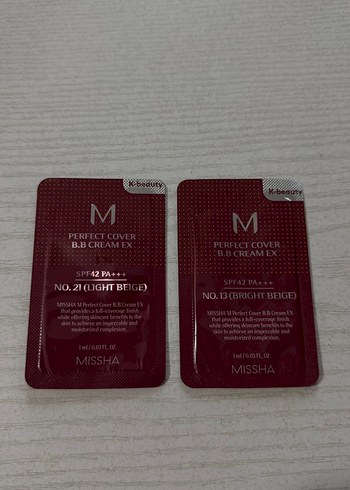 K-beauty
M
PERFECT COVER
B.B CREAM EX
SPF42 PA+++
NO. 21 (LIGHT BEIGE)
MISSHA M Perfect Cover B.B Cream EX
that provides a full-coverage finish
while offering skincare benefits to the
skin to achieve an impeccable and
moisturized complexion.
1 ml / 0.03 FL. OZ.
MISSHA
K-beauty
M
PERFECT COVER
B.B CREAM EX
SPF42 PA+++
NO. 13 (BRIGHT BEIGE)
MISSHA M Perfect Cover B.B Cream EX
that provides a full-coverage finish
while offering skincare benefits to the
skin to achieve an impeccable and
moisturized complexion.
1 ml / 0.03 FL. OZ.
MISSHA